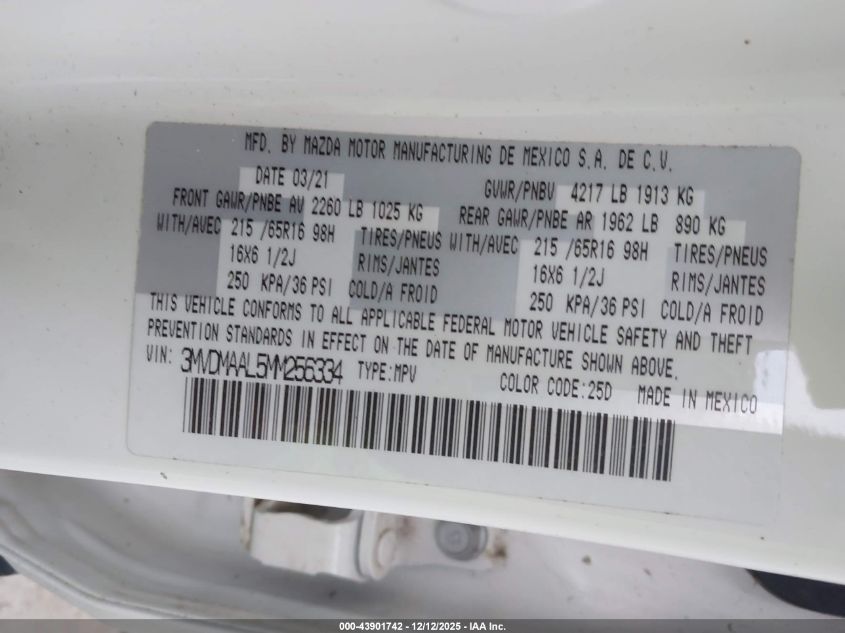 MFD. BY MAZDA MOTOR MANUFACTURING DE MEXICO S.A. DE C.V.
DATE 03/21 GVWR/PNBV 4217 LB 1913 KG
FRONT GAWR/PNBE AV 2260 LB 1025 KG REAR GAWR/PNBE AR 1962 LB 890 KG
WITH/AVEC 215 /65R16 98H TIRES/PNEUS WITH/AVEC 215 /65R16 98H TIRES/PNEUS
16X6 1/2J RIMS/JANTES 16X6 1/2J RIMS/JANTES
250 KPA/36 PSI COLD/A FROID 250 KPA/36 PSI COLD/A FROID
THIS VEHICLE CONFORMS TO ALL APPLICABLE FEDERAL MOTOR VEHICLE SAFETY AND THEFT
PREVENTION STANDARDS IN EFFECT ON THE DATE OF MANUFACTURE SHOWN ABOVE.
VIN: 3MVDMAAL5MM256334 TYPE:MPV COLOR CODE:25D MADE IN MEXICO
000-43901742 - 12/12/2025 - IAA Inc.